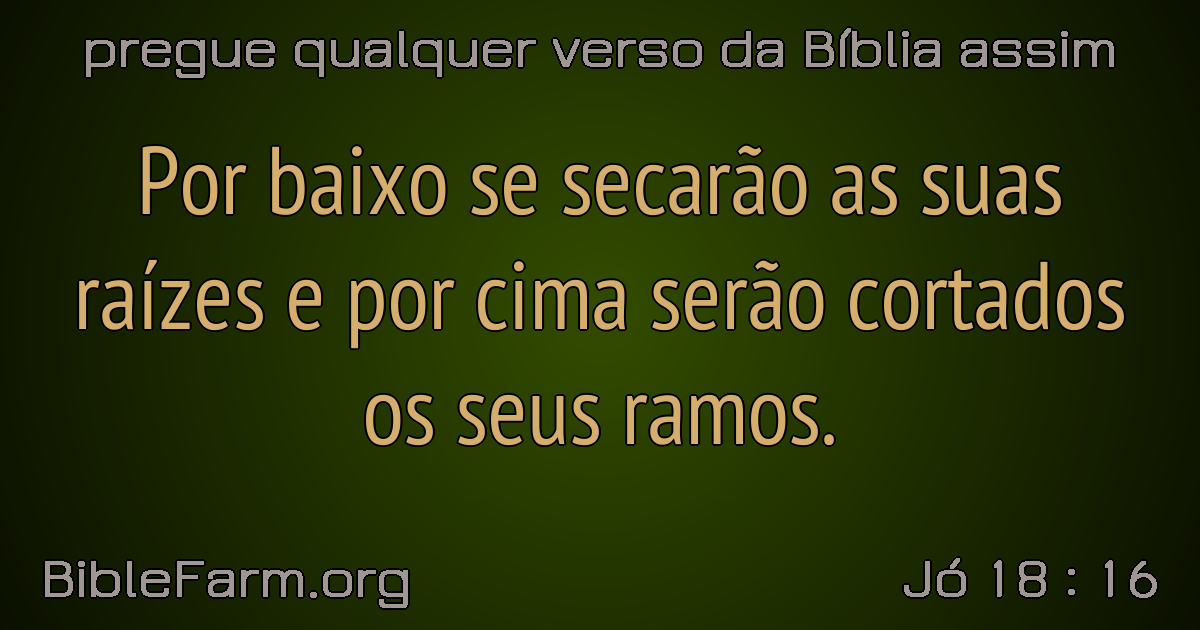 pregue qualquer verso da Bíblia assim
Por baixo se secarão as suas
raízes e por cima serão cortados
os seus ramos.
BibleFarm.org
Jó 18 : 16